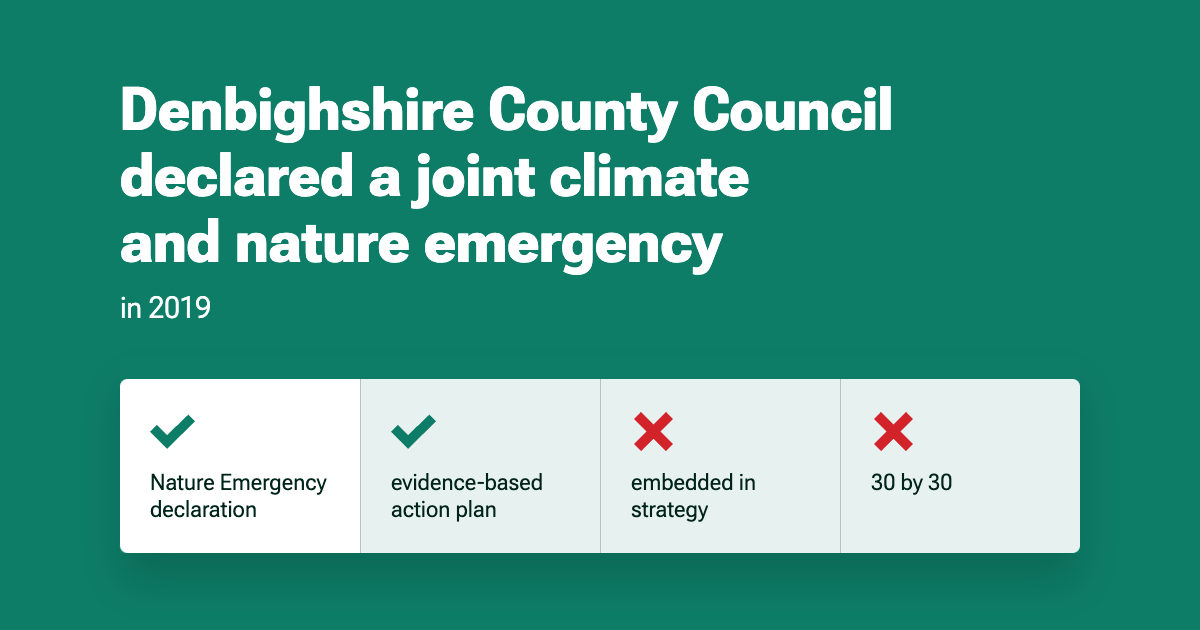 Denbighshire County Council
declared a joint climate
and nature emergency
in 2019
Nature Emergency
declaration
evidence-based
action plan
embedded in
strategy
30 by 30